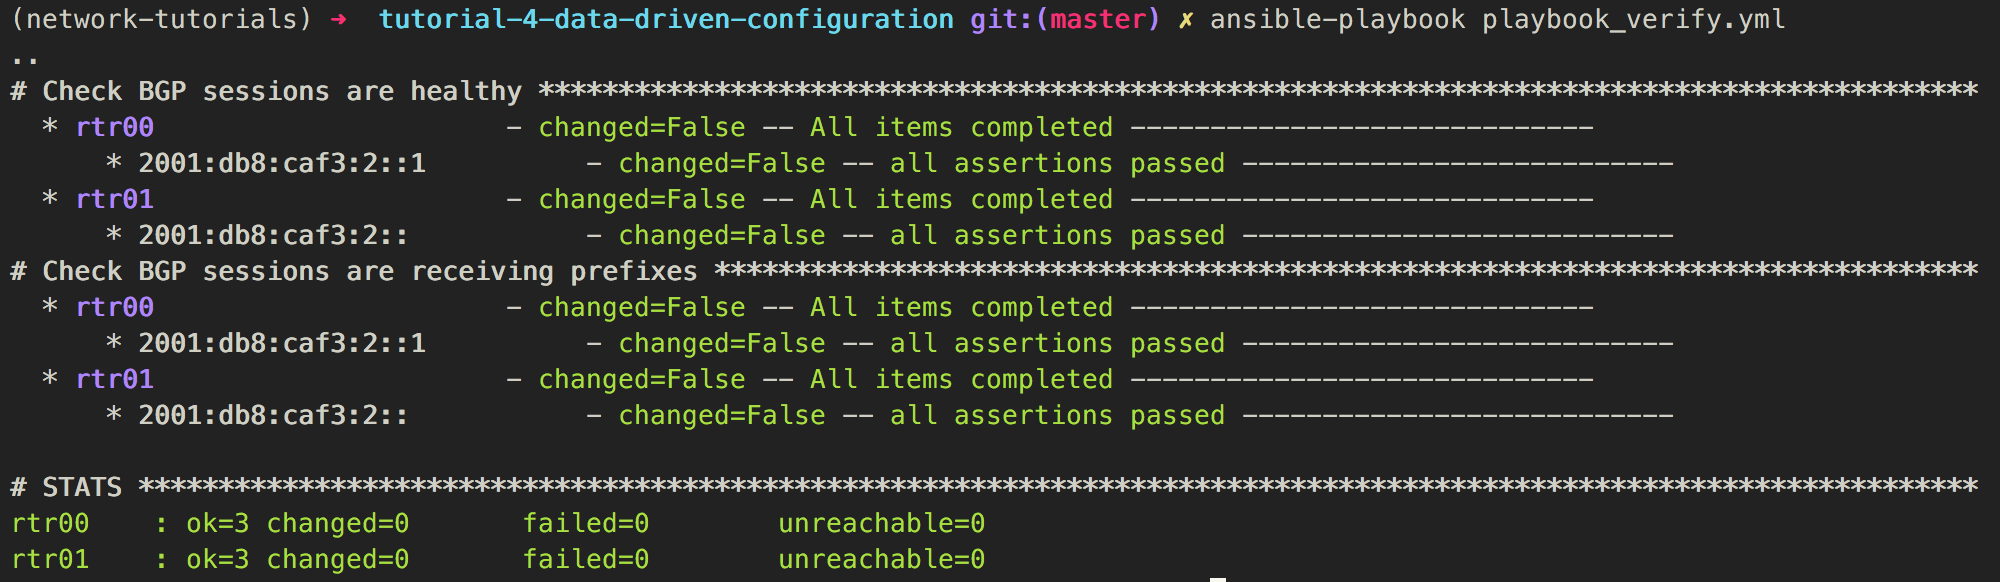 (network-tutorials) ➜  tutorial-4-data-driven-configuration git:(master) ✗ ansible-playbook playbook_verify.yml
..
# Check BGP sessions are healthy ******************************************************************************************
  * rtr00                      - changed=False -- All items completed -----------------------------
      * 2001:db8:caf3:2::1          - changed=False -- all assertions passed ---------------------------
  * rtr01                      - changed=False -- All items completed -----------------------------
      * 2001:db8:caf3:2::           - changed=False -- all assertions passed ---------------------------
# Check BGP sessions are receiving prefixes *******************************************************************************
  * rtr00                      - changed=False -- All items completed -----------------------------
      * 2001:db8:caf3:2::1          - changed=False -- all assertions passed ---------------------------
  * rtr01                      - changed=False -- All items completed -----------------------------
      * 2001:db8:caf3:2::           - changed=False -- all assertions passed ---------------------------

# STATS *******************************************************************************************************************
rtr00    : ok=3 changed=0       failed=0        unreachable=0
rtr01    : ok=3 changed=0       failed=0        unreachable=0